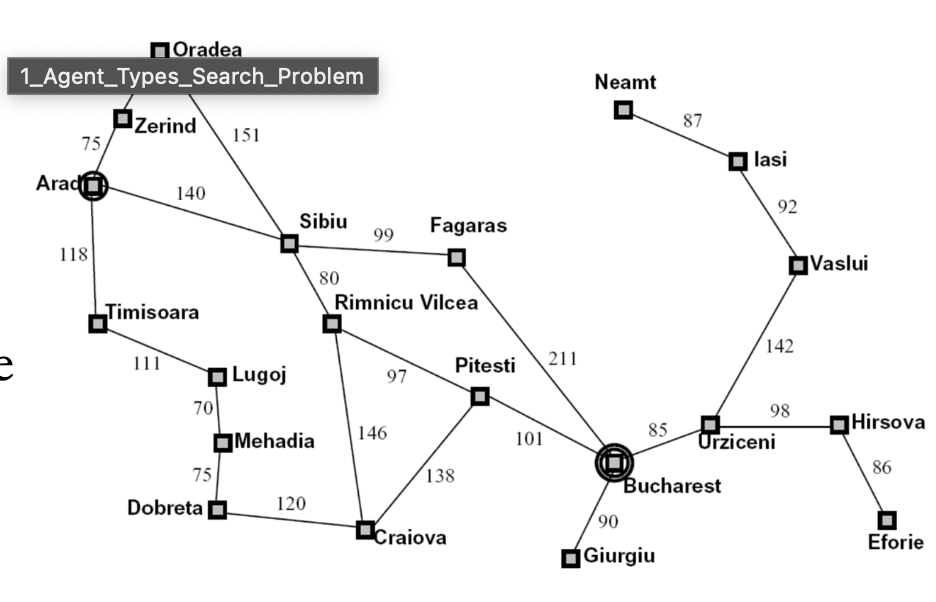 Oradea
1_Agent_Types_Search_Problem
Neamt
87
Zerind
151
75
Iasi
Arad
140
92
Sibiu
Fagaras
99
118
Vaslui
80
Timisoara
Rimnicu Vilcea
142
e
111
211
Lugoj
97
Pitesti
70
98
Hirsova
85
146
101
Urziceni
Mehadia
75
138
86
Bucharest
Dobreta
120
90
Craiova
Eforie
Giurgiu